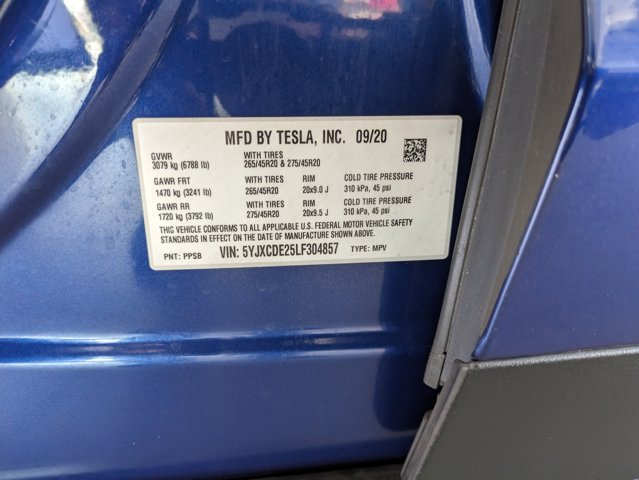 MFD BY TESLA, INC. 09/20
GVWR WITH TIRES
3079 kg (6788 lb) 265/45R20 & 275/45R20
GAWR FRT WITH TIRES RIM COLD TIRE PRESSURE
1470 kg (3241 lb) 265/45R20 20x9.0 J 310 kPa, 45 psi
GAWR RR WITH TIRES RIM COLD TIRE PRESSURE
1720 kg (3792 lb) 275/45R20 20x9.5 J 310 kPa, 45 psi
THIS VEHICLE CONFORMS TO ALL APPLICABLE U.S. FEDERAL MOTOR VEHICLE SAFETY
STANDARDS IN EFFECT ON DATE OF MANUFACTURE SHOWN ABOVE.
PNT: PPSB VIN: 5YJXCDE25LF304857 TYPE: MPV